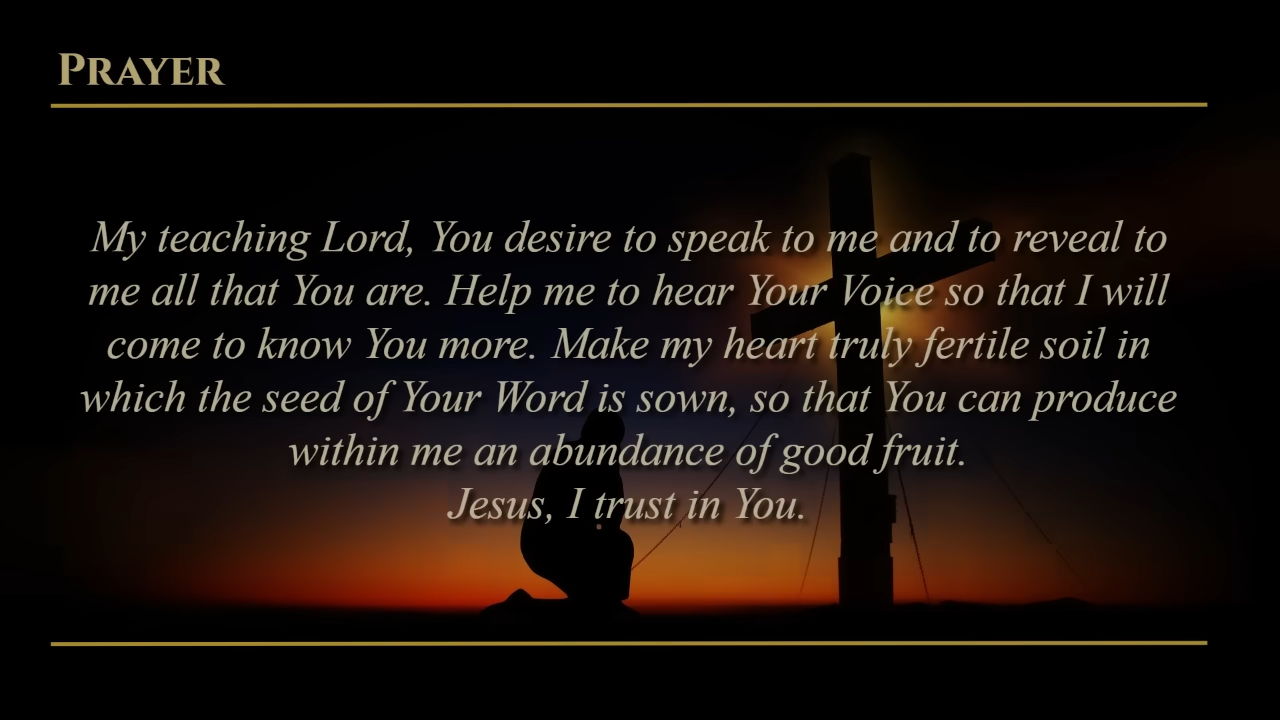 PRAYER
My teaching Lord, You desire to speak to me and to reveal to
me all that You are. Help me to hear Your Voice so that I will
come to know You more. Make my heart truly fertile soil in
which the seed of Your Word is sown, so that You can produce
within me an abundance of good fruit.
Jesus, I trust in You.